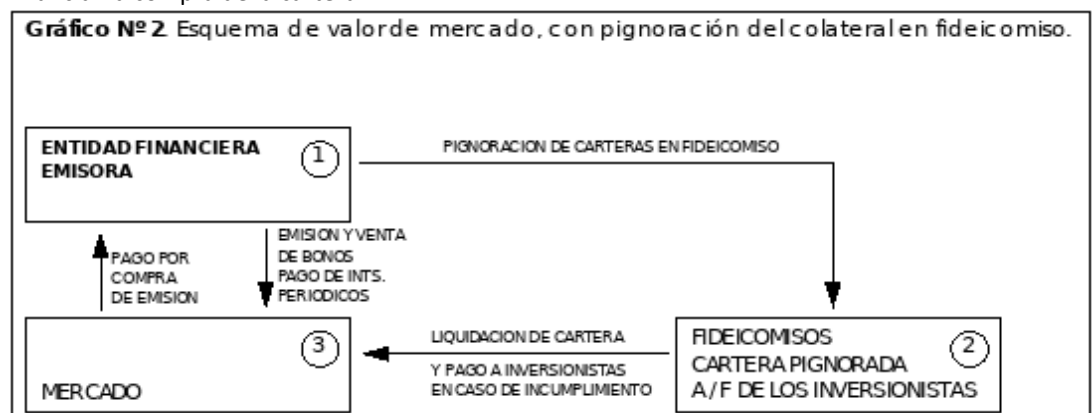 Gráfico Nº 2. Esquema de valor de mercado, con pignoración del colateral en fideicomiso.
ENTIDAD FINANCIERA
EMISORA
1
PIGNORACION DE CARTERAS EN FIDEICOMISO
PAGO POR
COMPRA
DE EMISION
EMISION Y VENTA
DE BONOS
PAGO DE INTS.
PERIODICOS
3
MERCADO
LIQUIDACION DE CARTERA
Y PAGO A INVERSIONISTAS
EN CASO DE INCUMPLIMIENTO
FIDEICOMISOS
CARTERA PIGNORADA
A / F DE LOS INVERSIONISTAS
2